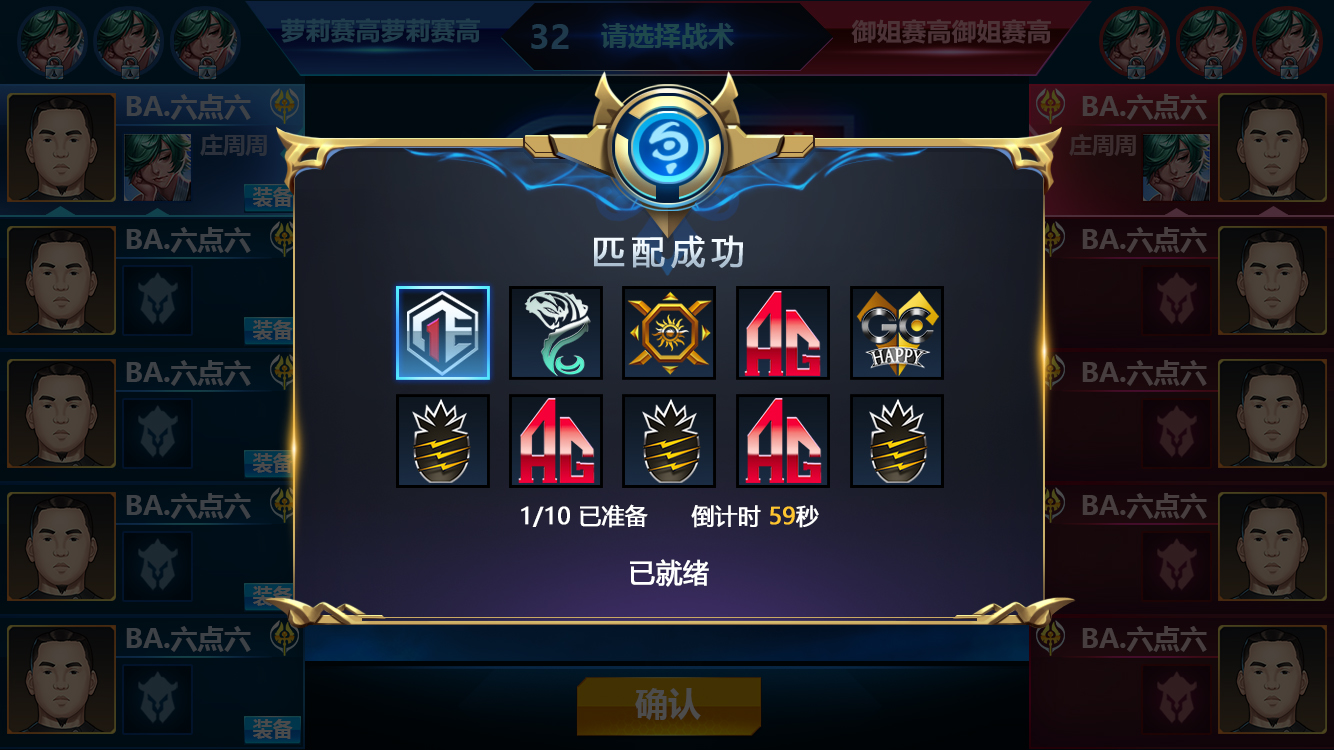 萝莉赛高萝莉赛高
32 请选择战术
御姐赛高御姐赛高
BA.六点六
庄周周
装备
BA.六点六
装备
BA.六点六
装备
BA.六点六
装备
BA.六点六
装备
匹配成功
1E
AG
GC
HAPPY
AG
AG
1/10 已准备 倒计时 59秒
已就绪
确认
BA.六点六
庄周周
BA.六点六
BA.六点六
BA.六点六
BA.六点六